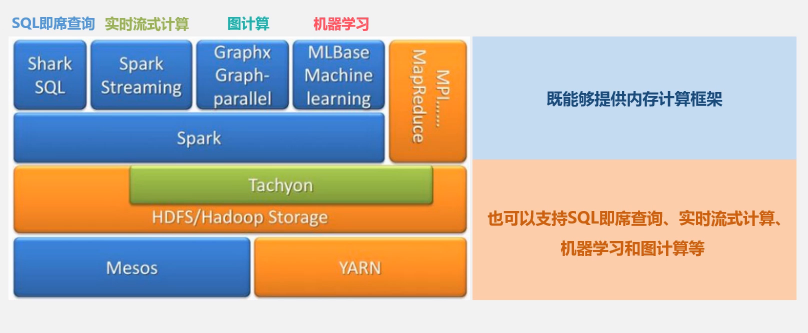 SQL即席查询
实时流式计算
图计算
机器学习
Shark
SQL
Spark
Streaming
Graphx
Graph-
parallel
MLBase
Machine
learning
MPI……
MapReduce
Spark
Tachyon
HDFS/Hadoop Storage
Mesos
YARN
既能够提供内存计算框架
也可以支持SQL即席查询、实时流式计算、
机器学习和图计算等